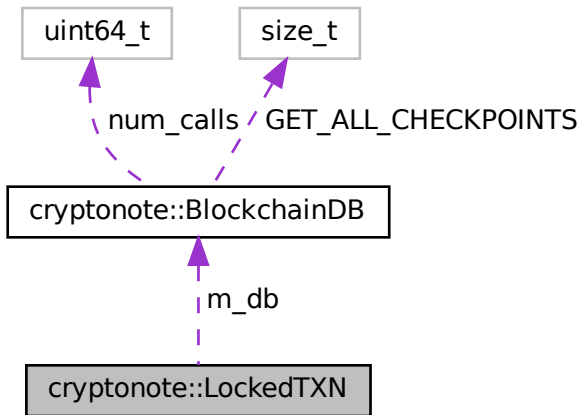 uint64_t
size_t
num_calls
GET_ALL_CHECKPOINTS
cryptonote::BlockchainDB
m_db
cryptonote::LockedTXN